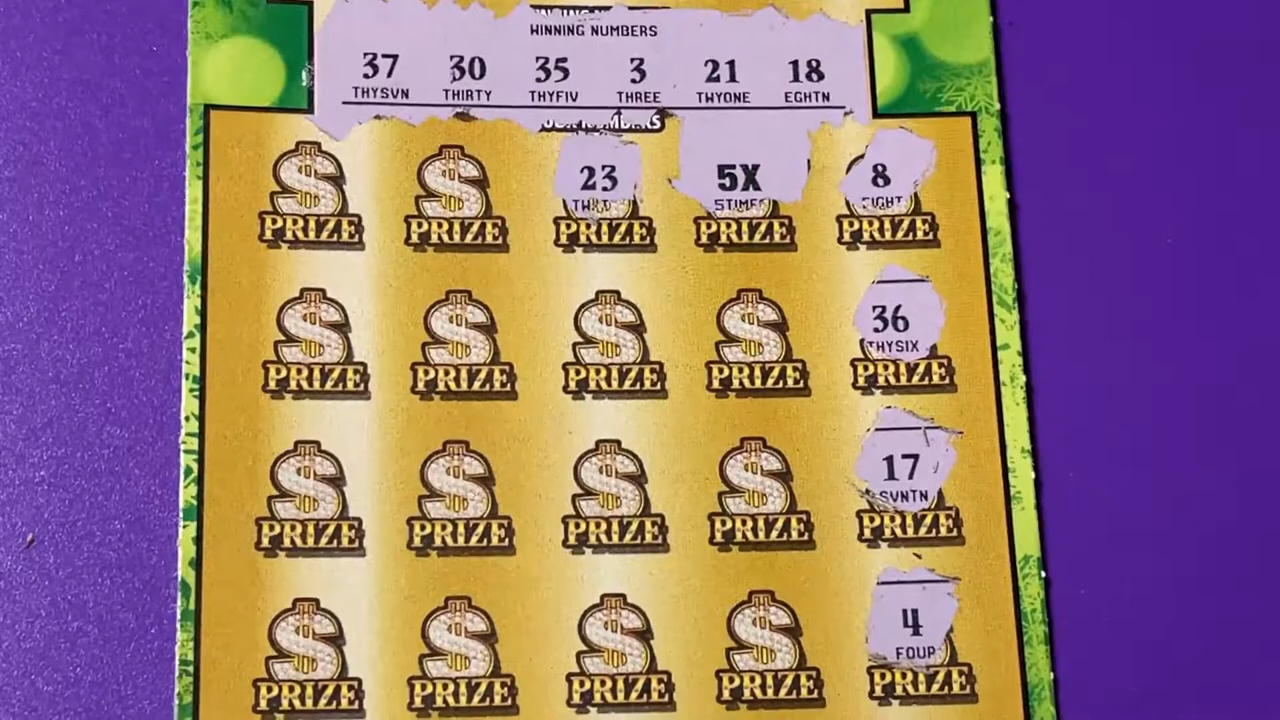 WINNING NUMBERS
37 30 35 3 21 18
THYSVN THIRTY THYFIV THREE TWYONE EGHTN
23 5X 8
EIGHT
PRIZE PRIZE PRIZE PRIZE PRIZE
36
THYSIX
PRIZE PRIZE PRIZE PRIZE PRIZE
17
SVNTN
PRIZE PRIZE PRIZE PRIZE PRIZE
4
FOUR
PRIZE PRIZE PRIZE PRIZE PRIZE